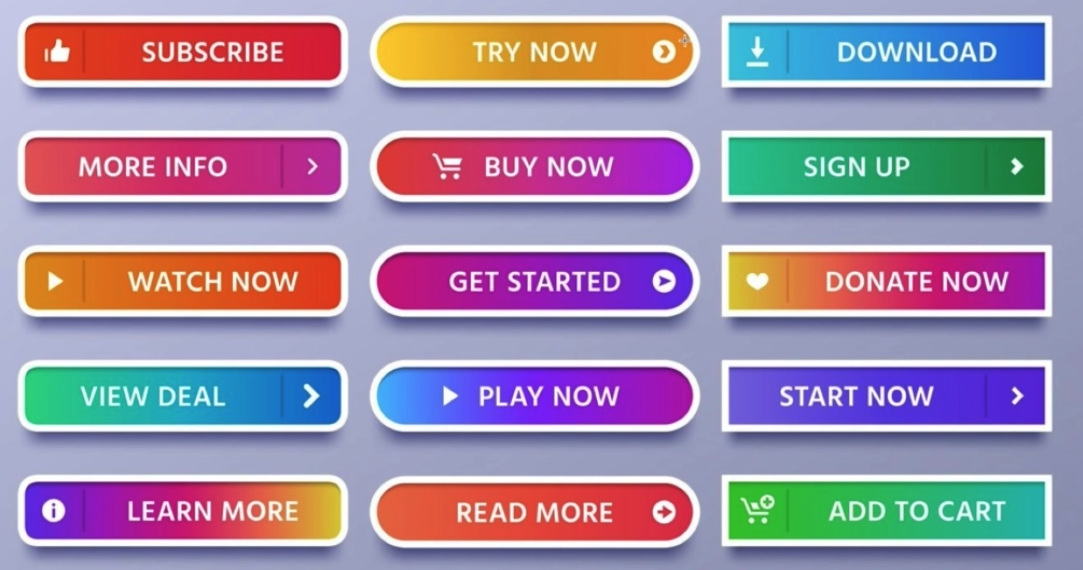 SUBSCRIBE
TRY NOW
DOWNLOAD
MORE INFO
BUY NOW
SIGN UP
WATCH NOW
GET STARTED
DONATE NOW
VIEW DEAL
PLAY NOW
START NOW
LEARN MORE
READ MORE
ADD TO CART